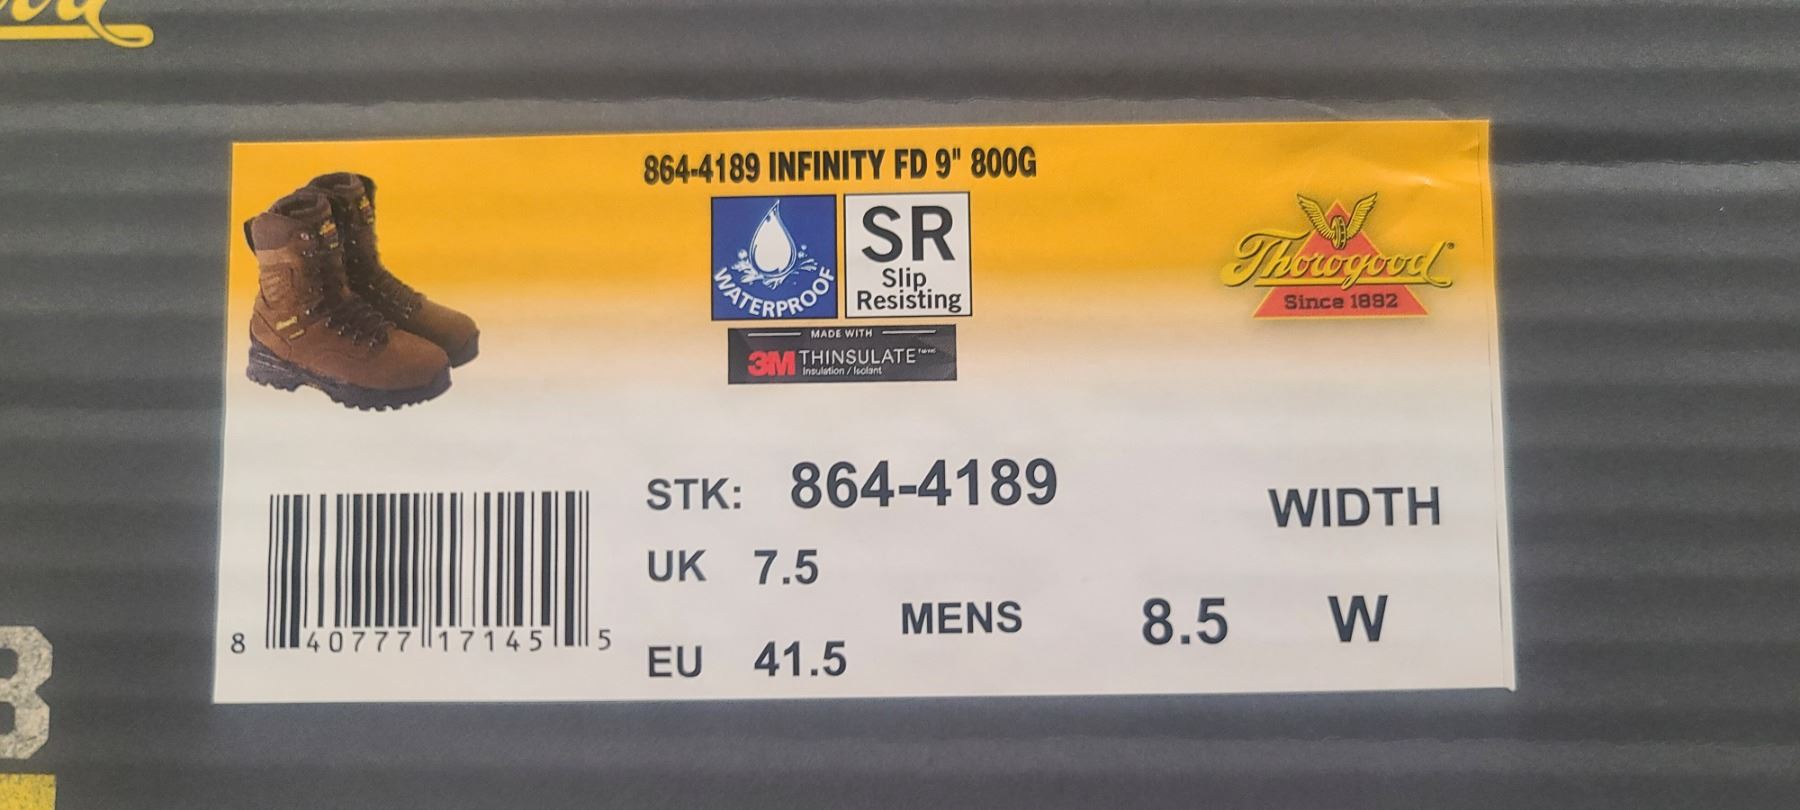 864-4189 INFINITY FD 9" 800G
WATERPROOF
SR
Slip
Resisting
MADE WITH
3M THINSULATE
Insulation / Isolant
Thorogood
Since 1892
STK: 864-4189
WIDTH
UK 7.5
MENS 8.5 W
EU 41.5
8 40777 17145 5